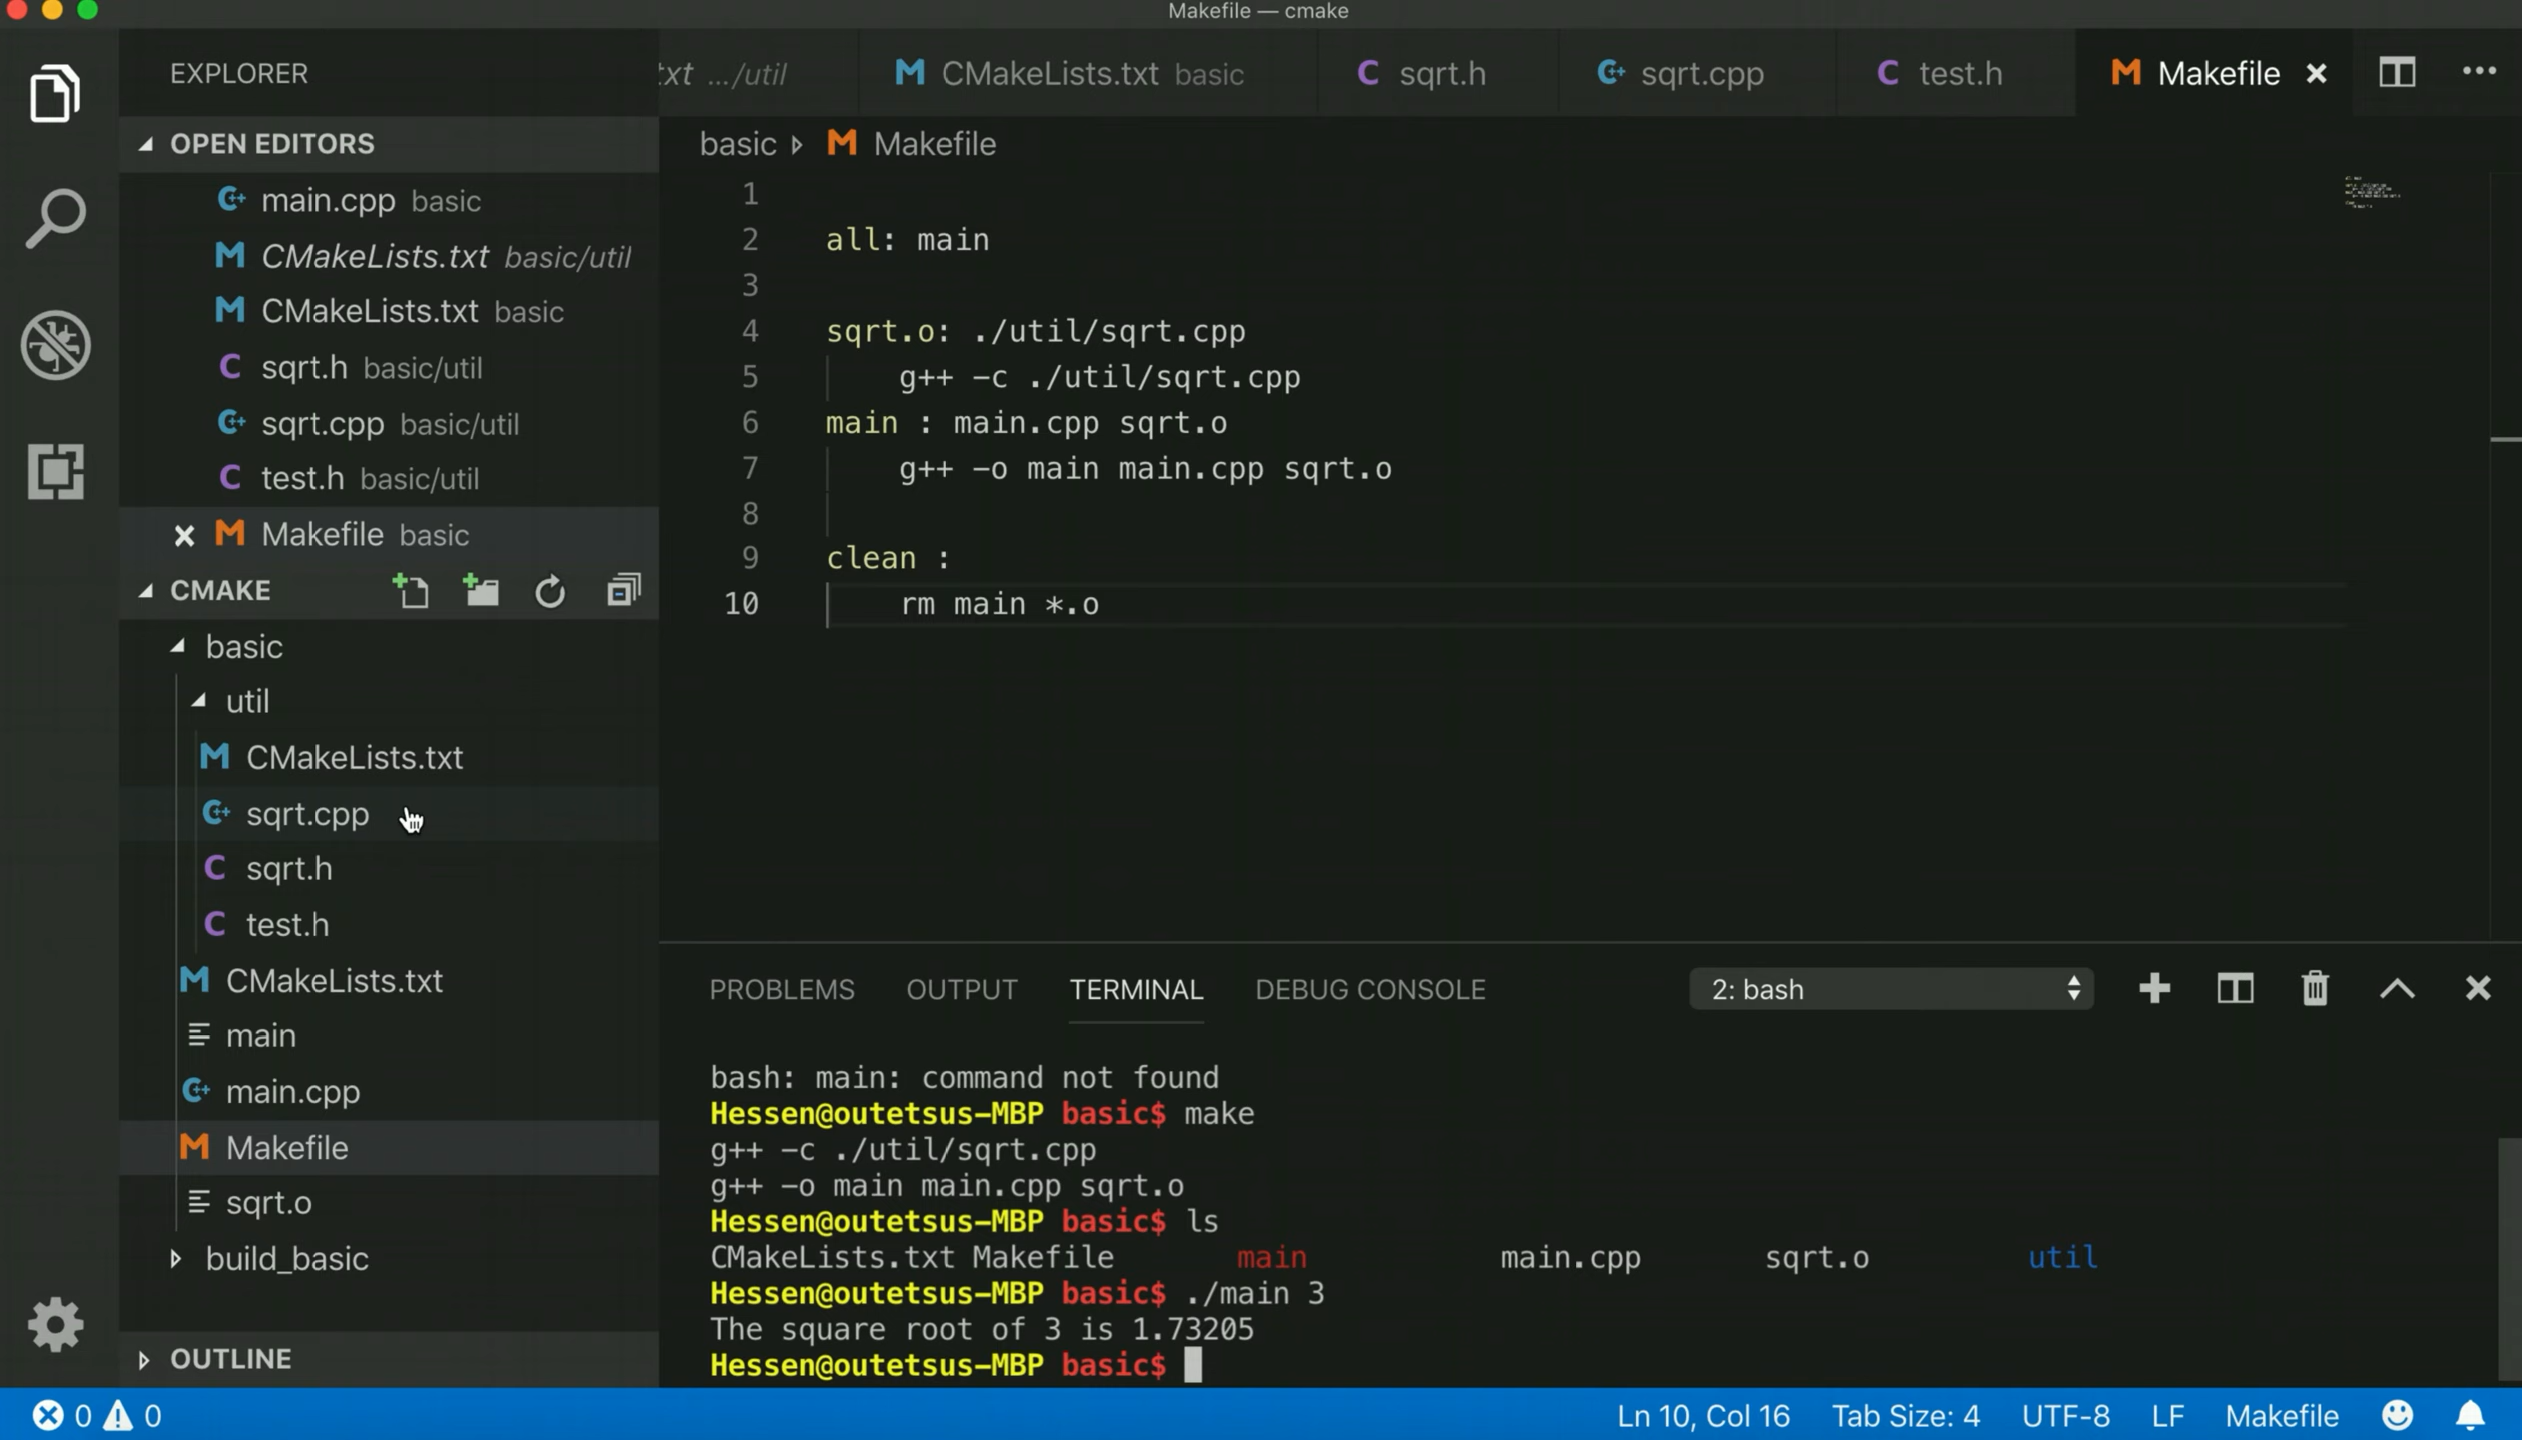 Makefile — cmake
EXPLORER
OPEN EDITORS
main.cpp basic
CMakeLists.txt basic/util
CMakeLists.txt basic
sqrt.h basic/util
sqrt.cpp basic/util
test.h basic/util
Makefile basic
CMAKE
basic
util
CMakeLists.txt
sqrt.cpp
sqrt.h
test.h
CMakeLists.txt
main
main.cpp
Makefile
sqrt.o
build_basic
OUTLINE
.../util
CMakeLists.txt basic
sqrt.h
sqrt.cpp
test.h
Makefile
basic Makefile
1
2 all: main
3
4 sqrt.o: ./util/sqrt.cpp
5 g++ -c ./util/sqrt.cpp
6 main : main.cpp sqrt.o
7 g++ -o main main.cpp sqrt.o
8
9 clean :
10 rm main *.o
PROBLEMS OUTPUT TERMINAL DEBUG CONSOLE 2: bash
bash: main: command not found
Hessen@outetsus-MBP basic$ make
g++ -c ./util/sqrt.cpp
g++ -o main main.cpp sqrt.o
Hessen@outetsus-MBP basic$ ls
CMakeLists.txt Makefile main main.cpp sqrt.o util
Hessen@outetsus-MBP basic$ ./main 3
The square root of 3 is 1.73205
Hessen@outetsus-MBP basic$
0 0 Ln 10, Col 16 Tab Size: 4 UTF-8 LF Makefile